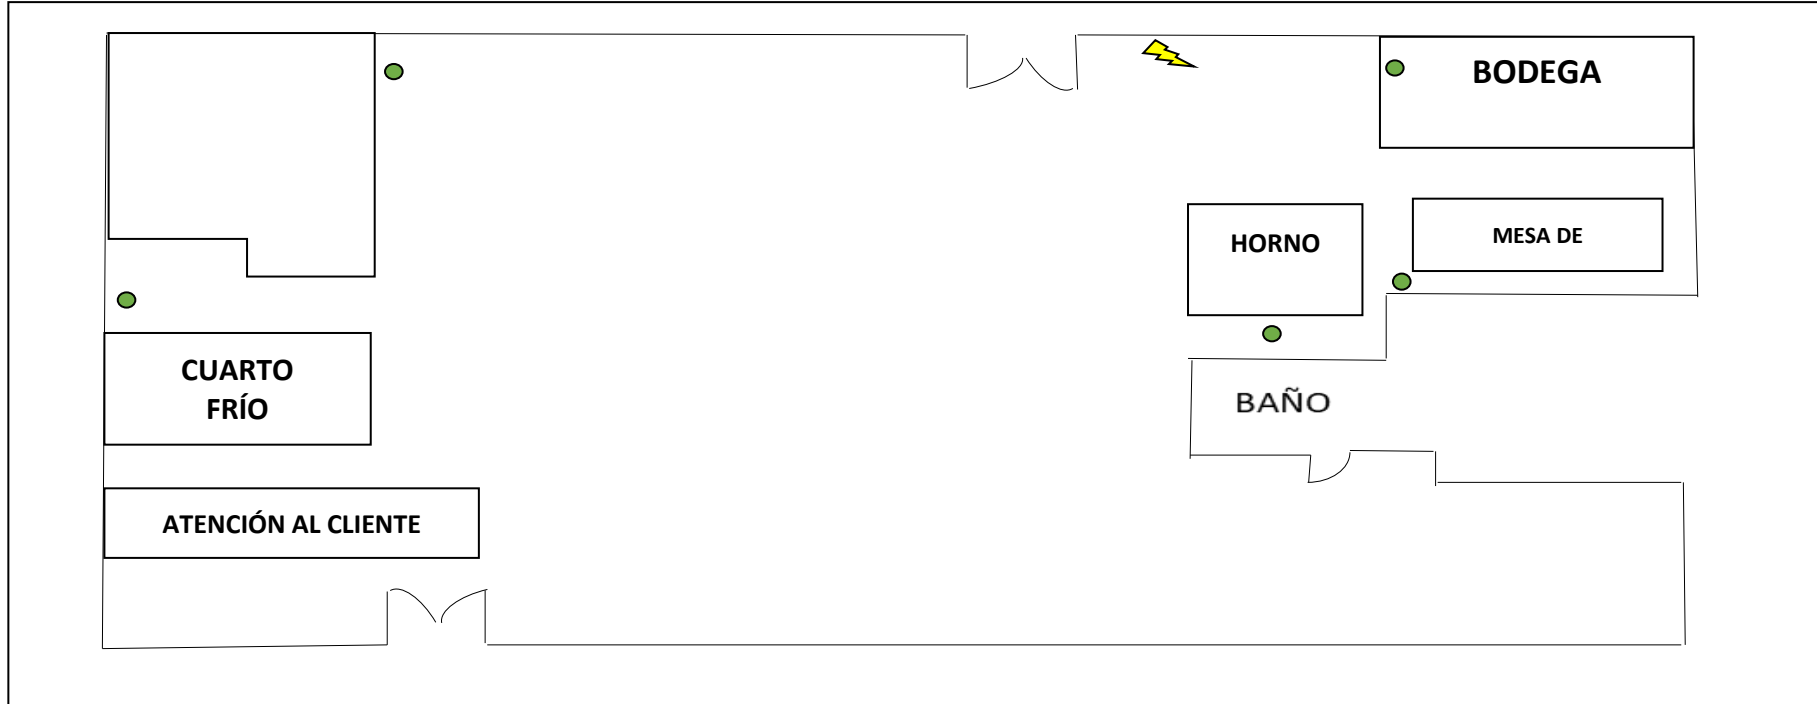 BODEGA
HORNO
MESA DE
CUARTO
FRÍO
BAÑO
ATENCIÓN AL CLIENTE